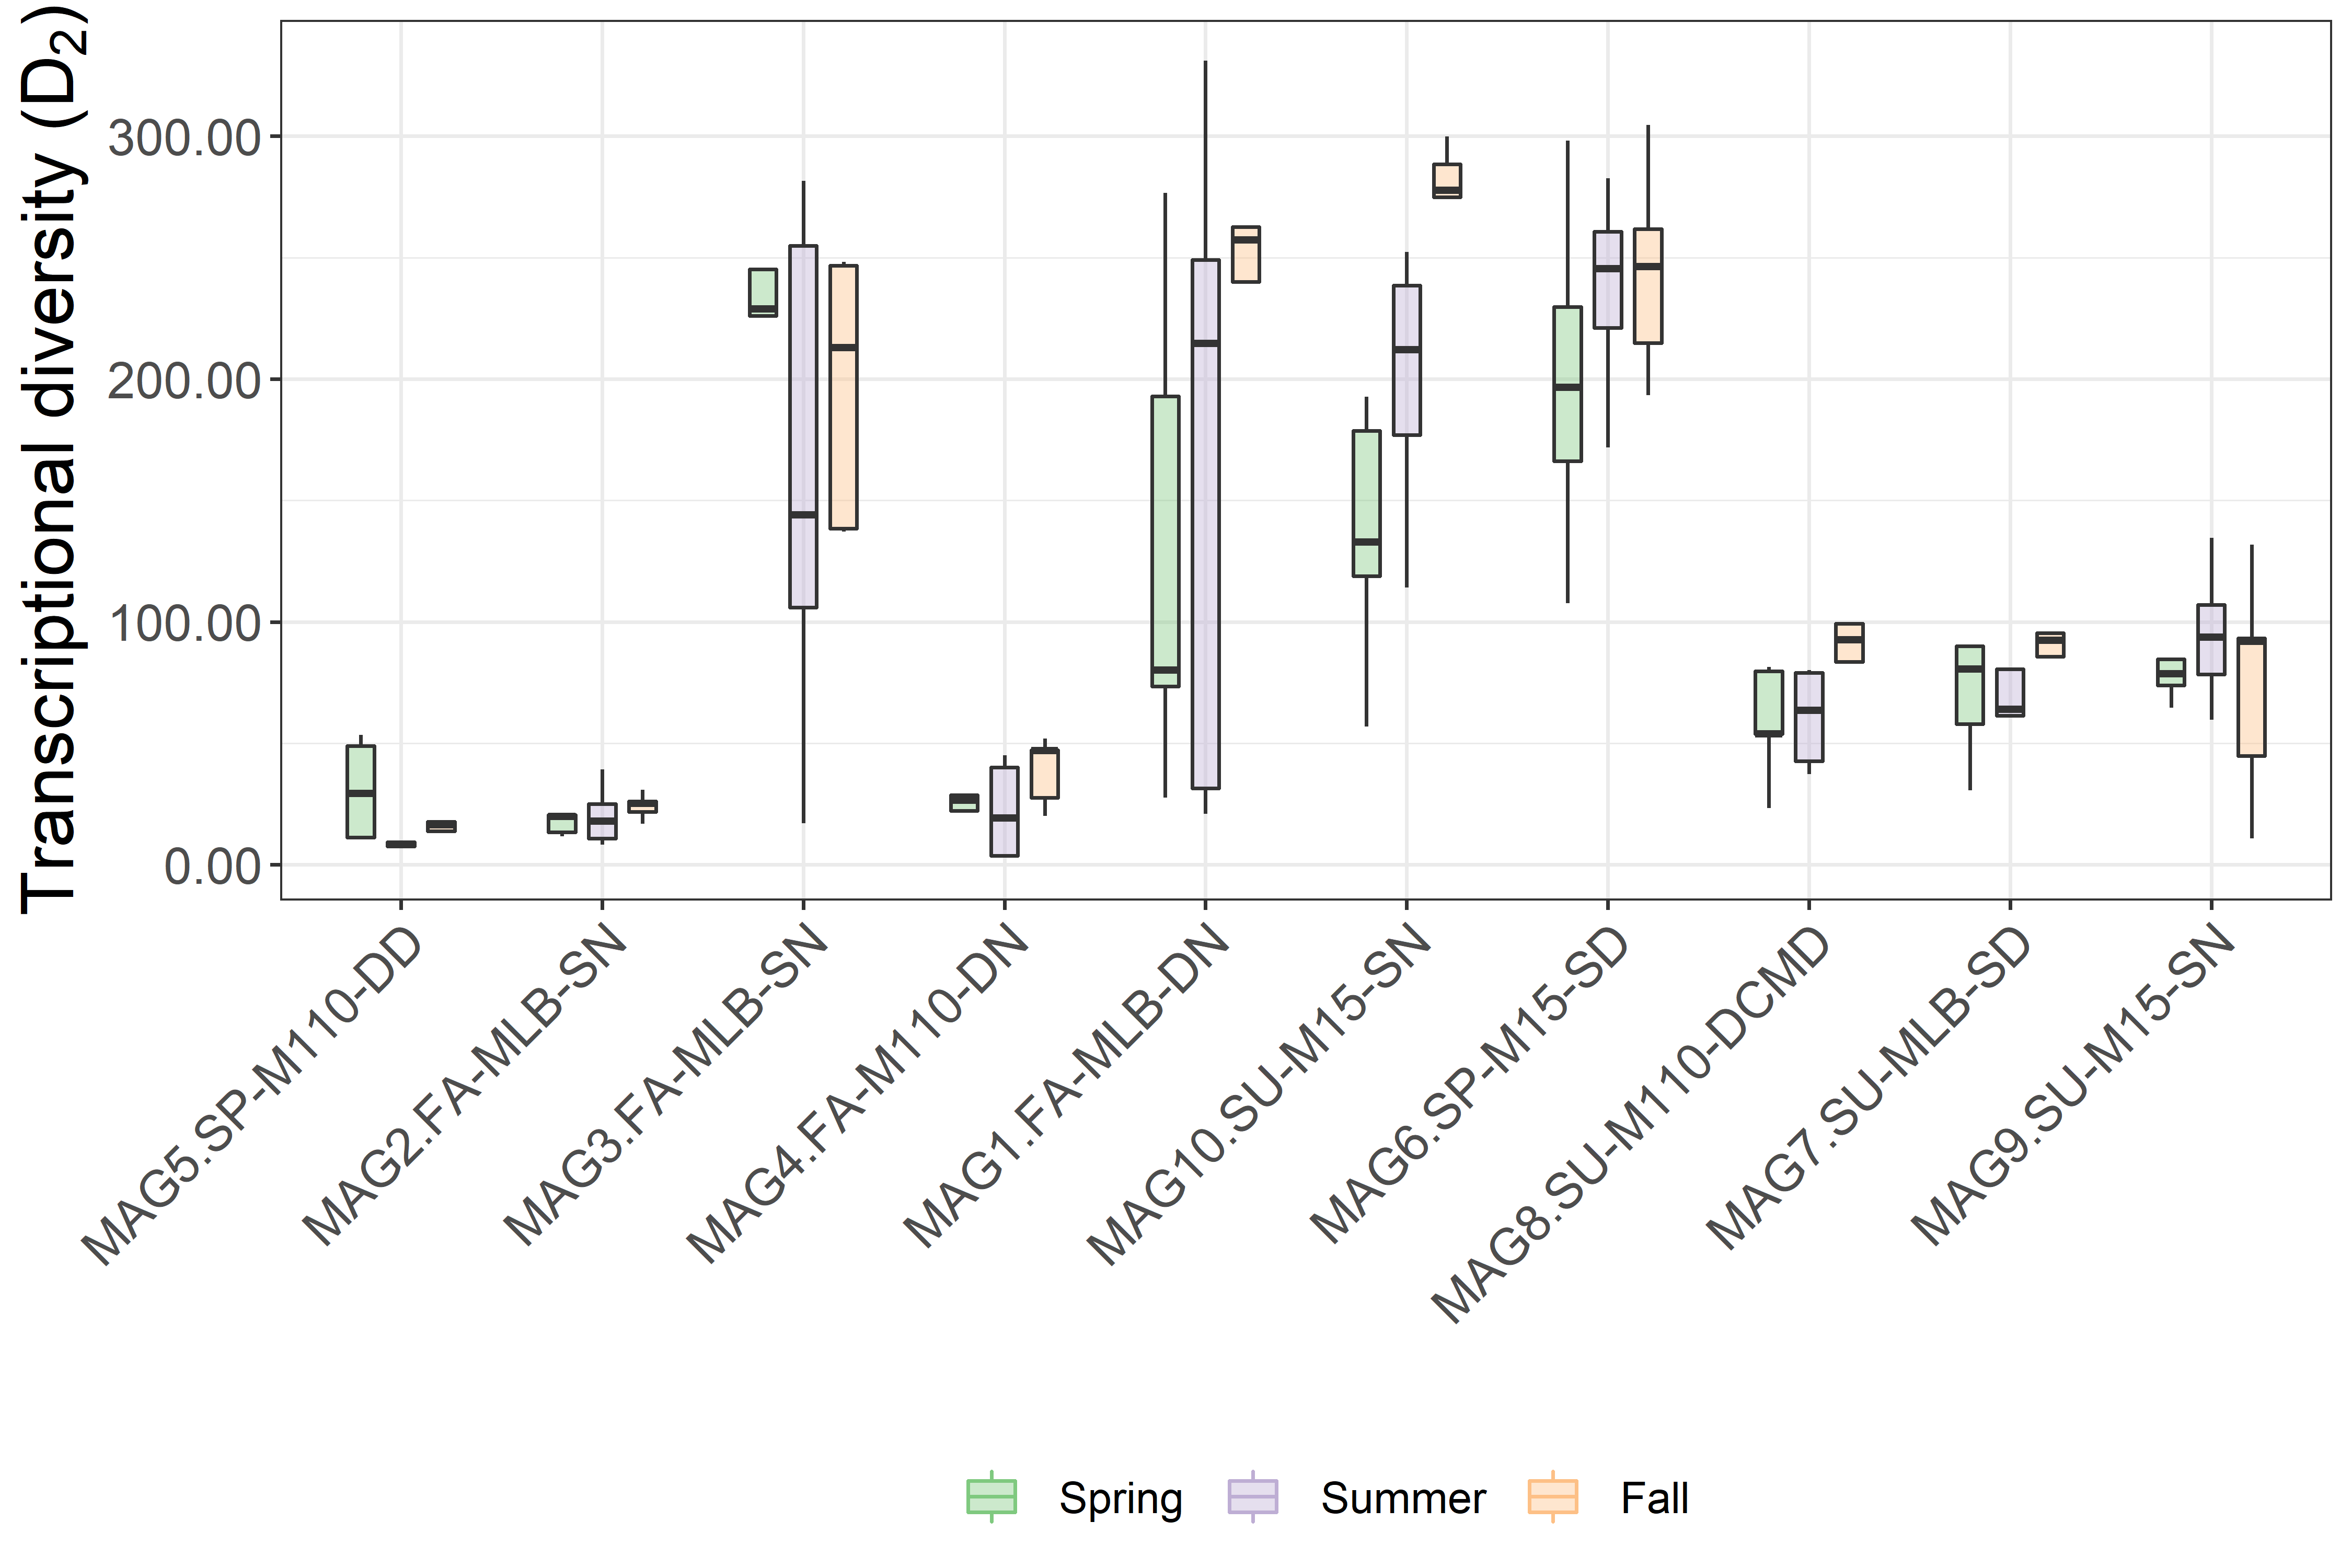 Transcriptional diversity (D2)
300.00
200.00
100.00
0.00
MAG5.SP-M110-DD
MAG2.FA-MLB-SN
MAG3.FA-MLB-SN
MAG4.FA-M110-DN
MAG1.FA-MLB-DN
MAG10.SU-M15-SN
MAG6.SP-M15-SD
MAG8.SU-M110-DCMD
MAG7.SU-MLB-SD
MAG9.SU-M15-SN
Spring Summer Fall